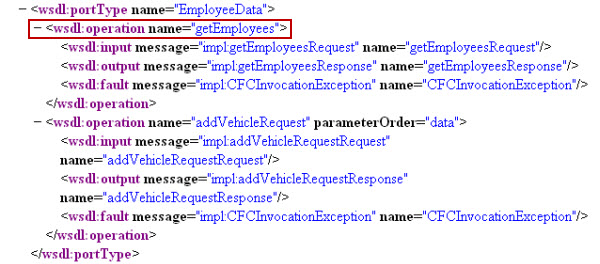 − <wsdl:portType name="EmployeeData">
− <wsdl:operation name="getEmployees">
<wsdl:input message="impl:getEmployeesRequest" name="getEmployeesRequest"/>
<wsdl:output message="impl:getEmployeesResponse" name="getEmployeesResponse"/>
<wsdl:fault message="impl:CFCInvocationException" name="CFCInvocationException"/>
</wsdl:operation>
− <wsdl:operation name="addVehicleRequest" parameterOrder="data">
<wsdl:input message="impl:addVehicleRequestRequest"
name="addVehicleRequestRequest"/>
<wsdl:output message="impl:addVehicleRequestResponse"
name="addVehicleRequestResponse"/>
<wsdl:fault message="impl:CFCInvocationException" name="CFCInvocationException"/>
</wsdl:operation>
</wsdl:portType>